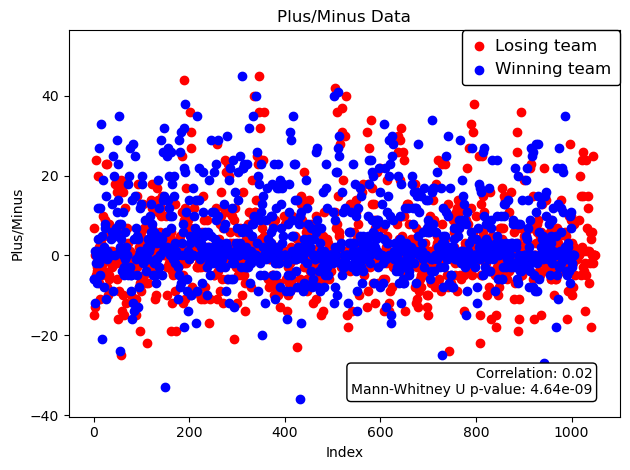 Plus/Minus Data
Losing team
Winning team
Plus/Minus
40
20
0
−20
−40
Correlation: 0.02
Mann-Whitney U p-value: 4.64e-09
0
200
400
600
800
1000
Index